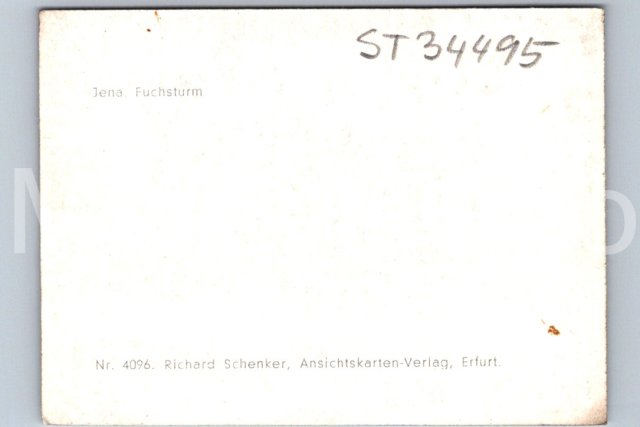 ST34495
Jena. Fuchsturm
Nr. 4096. Richard Schenker, Ansichtskarten-Verlag, Erfurt.